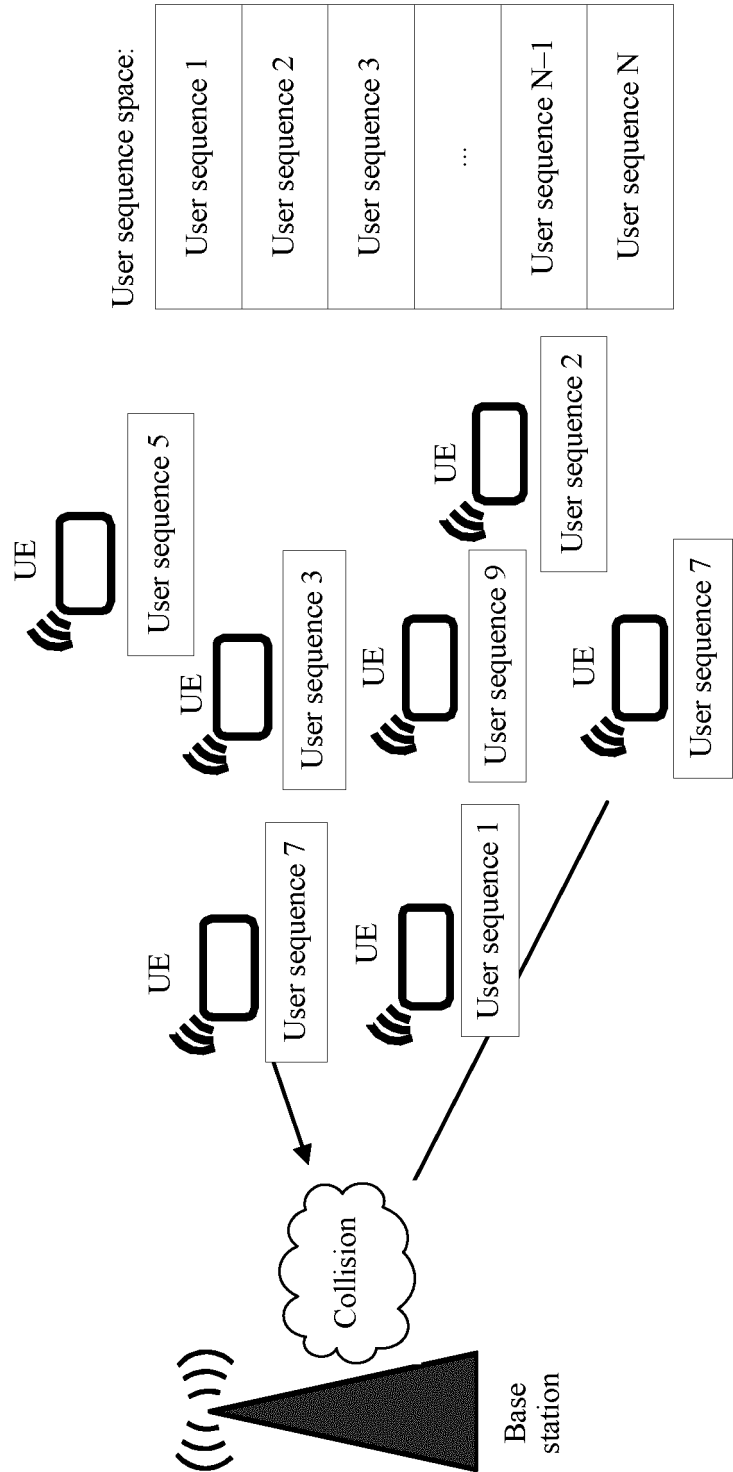 User sequence space:
User sequence 1
User sequence 2
User sequence 3
...
User sequence N–1
User sequence N
UE
User sequence 5
UE
User sequence 3
UE
User sequence 9
UE
User sequence 2
UE
User sequence 7
UE
User sequence 7
UE
User sequence 1
Collision
Base
station